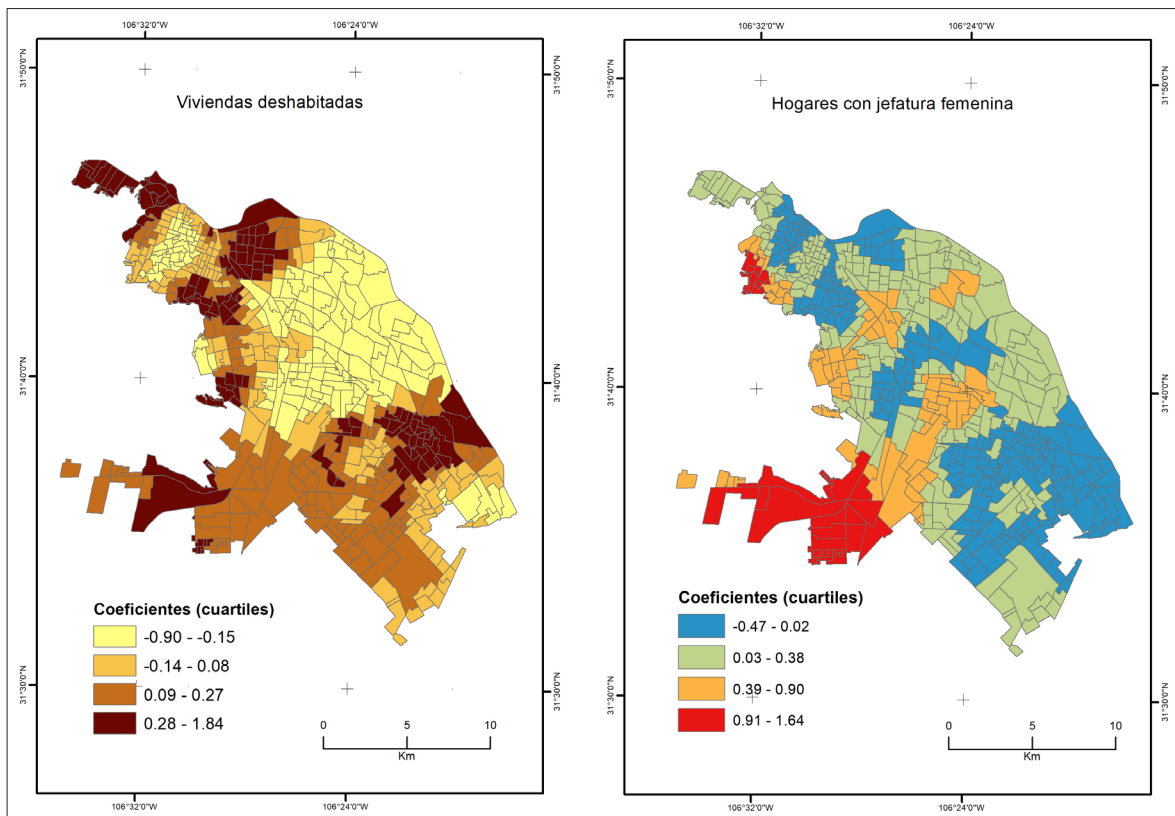 106°32'0"W
106°24'0"W
31°50'0"N
31°50'0"N
Viviendas deshabitadas
31°40'0"N
31°40'0"N
Coeficientes (cuartiles)
-0.90 - -0.15
-0.14 - 0.08
0.09 - 0.27
0.28 - 1.84
31°30'0"N
31°30'0"N
0 5 10
Km
106°32'0"W
106°24'0"W
106°32'0"W
106°24'0"W
31°50'0"N
31°50'0"N
Hogares con jefatura femenina
31°40'0"N
31°40'0"N
Coeficientes (cuartiles)
-0.47 - 0.02
0.03 - 0.38
0.39 - 0.90
0.91 - 1.64
31°30'0"N
31°30'0"N
0 5 10
Km
106°32'0"W
106°24'0"W